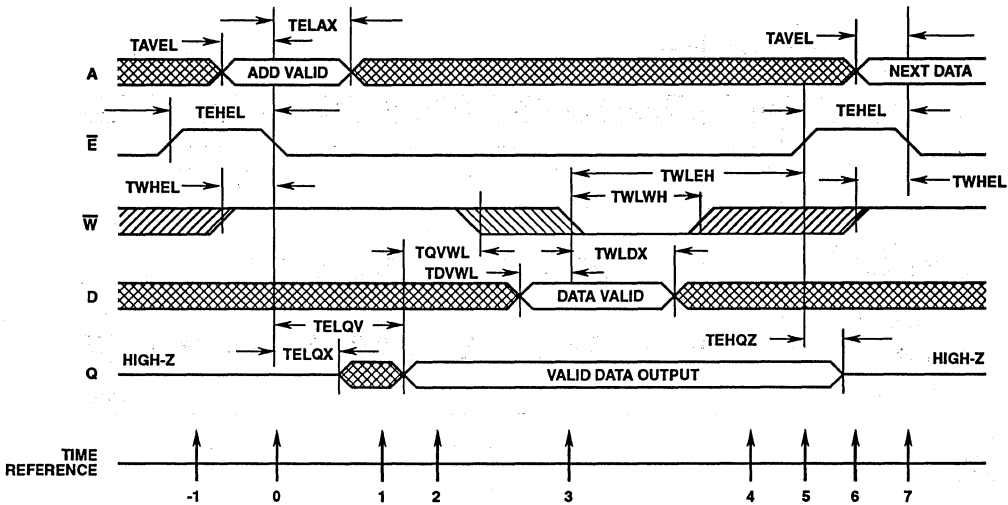 TELAX
TAVEL
TAVEL
A
ADD VALID
NEXT DATA
TEHEL
TEHEL
E
TWLEH
TWHEL
TWLWH
TWHEL
W
TQVWL
TWLDX
TDVWL
D
DATA VALID
TELQV
TELQX
TEHQZ
HIGH-Z
HIGH-Z
Q
VALID DATA OUTPUT
TIME
REFERENCE
-1 0 1 2 3 4 5 6 7